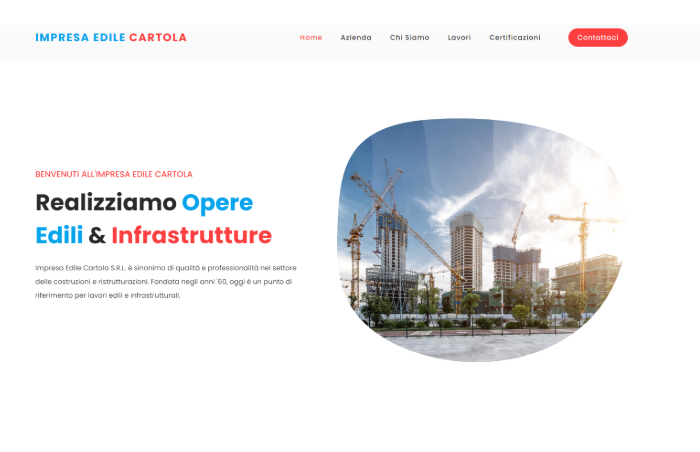 IMPRESA EDILE CARTOLA
Home Azienda Chi Siamo Lavori Certificazioni Contattaci
BENVENUTI ALL'IMPRESA EDILE CARTOLA
Realizziamo Opere
Edili & Infrastrutture
Impresa Edile Cartola S.R.L. è sinonimo di qualità e professionalità nel settore
delle costruzioni e ristrutturazioni. Fondata negli anni '60, oggi è un punto di
riferimento per lavori edili e infrastrutturali.